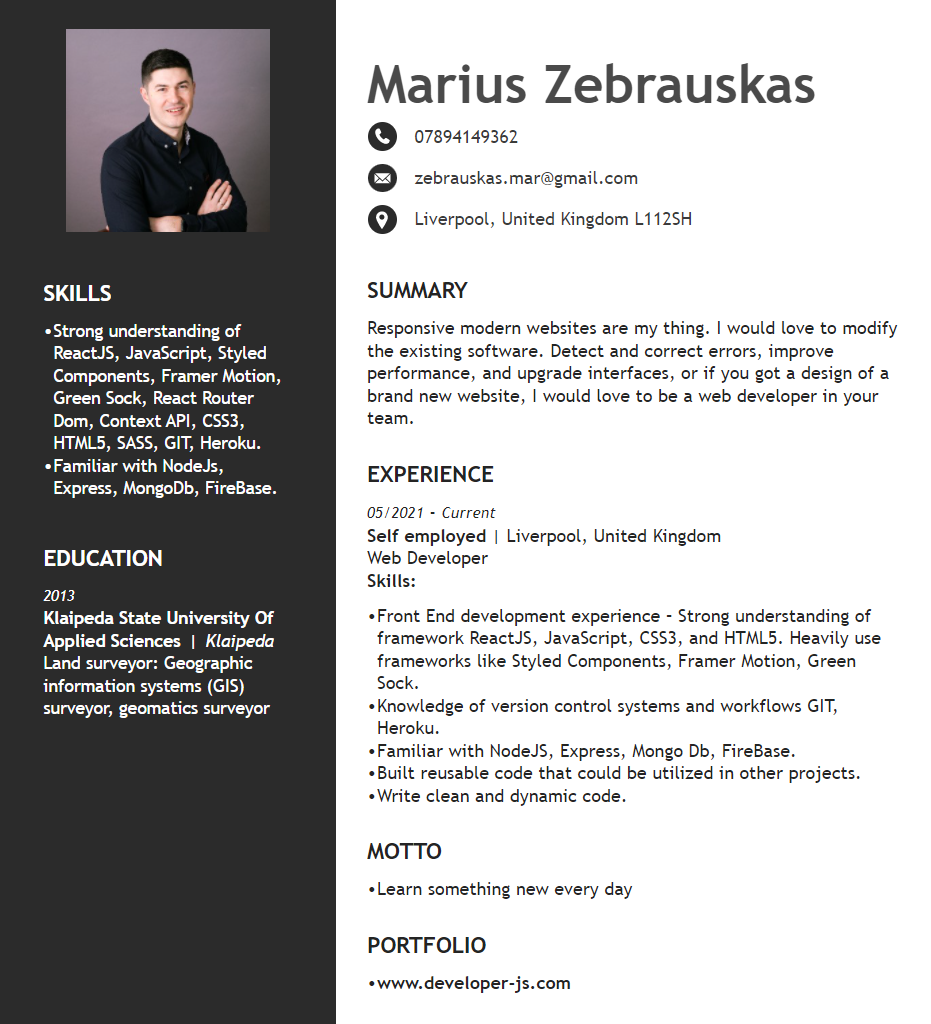 Marius Zebrauskas
07894149362
zebrauskas.mar@gmail.com
Liverpool, United Kingdom L112SH
SKILLS
•Strong understanding of
ReactJS, JavaScript, Styled
Components, Framer Motion,
Green Sock, React Router
Dom, Context API, CSS3,
HTML5, SASS, GIT, Heroku.
•Familiar with NodeJs,
Express, MongoDb, FireBase.
EDUCATION
2013
Klaipeda State University Of
Applied Sciences | Klaipeda
Land surveyor: Geographic
information systems (GIS)
surveyor, geomatics surveyor
SUMMARY
Responsive modern websites are my thing. I would love to modify
the existing software. Detect and correct errors, improve
performance, and upgrade interfaces, or if you got a design of a
brand new website, I would love to be a web developer in your
team.
EXPERIENCE
05/2021 - Current
Self employed | Liverpool, United Kingdom
Web Developer
Skills:
•Front End development experience – Strong understanding of
framework ReactJS, JavaScript, CSS3, and HTML5. Heavily use
frameworks like Styled Components, Framer Motion, Green
Sock.
•Knowledge of version control systems and workflows GIT,
Heroku.
•Familiar with NodeJS, Express, Mongo Db, FireBase.
•Built reusable code that could be utilized in other projects.
•Write clean and dynamic code.
MOTTO
•Learn something new every day
PORTFOLIO
•www.developer-js.com